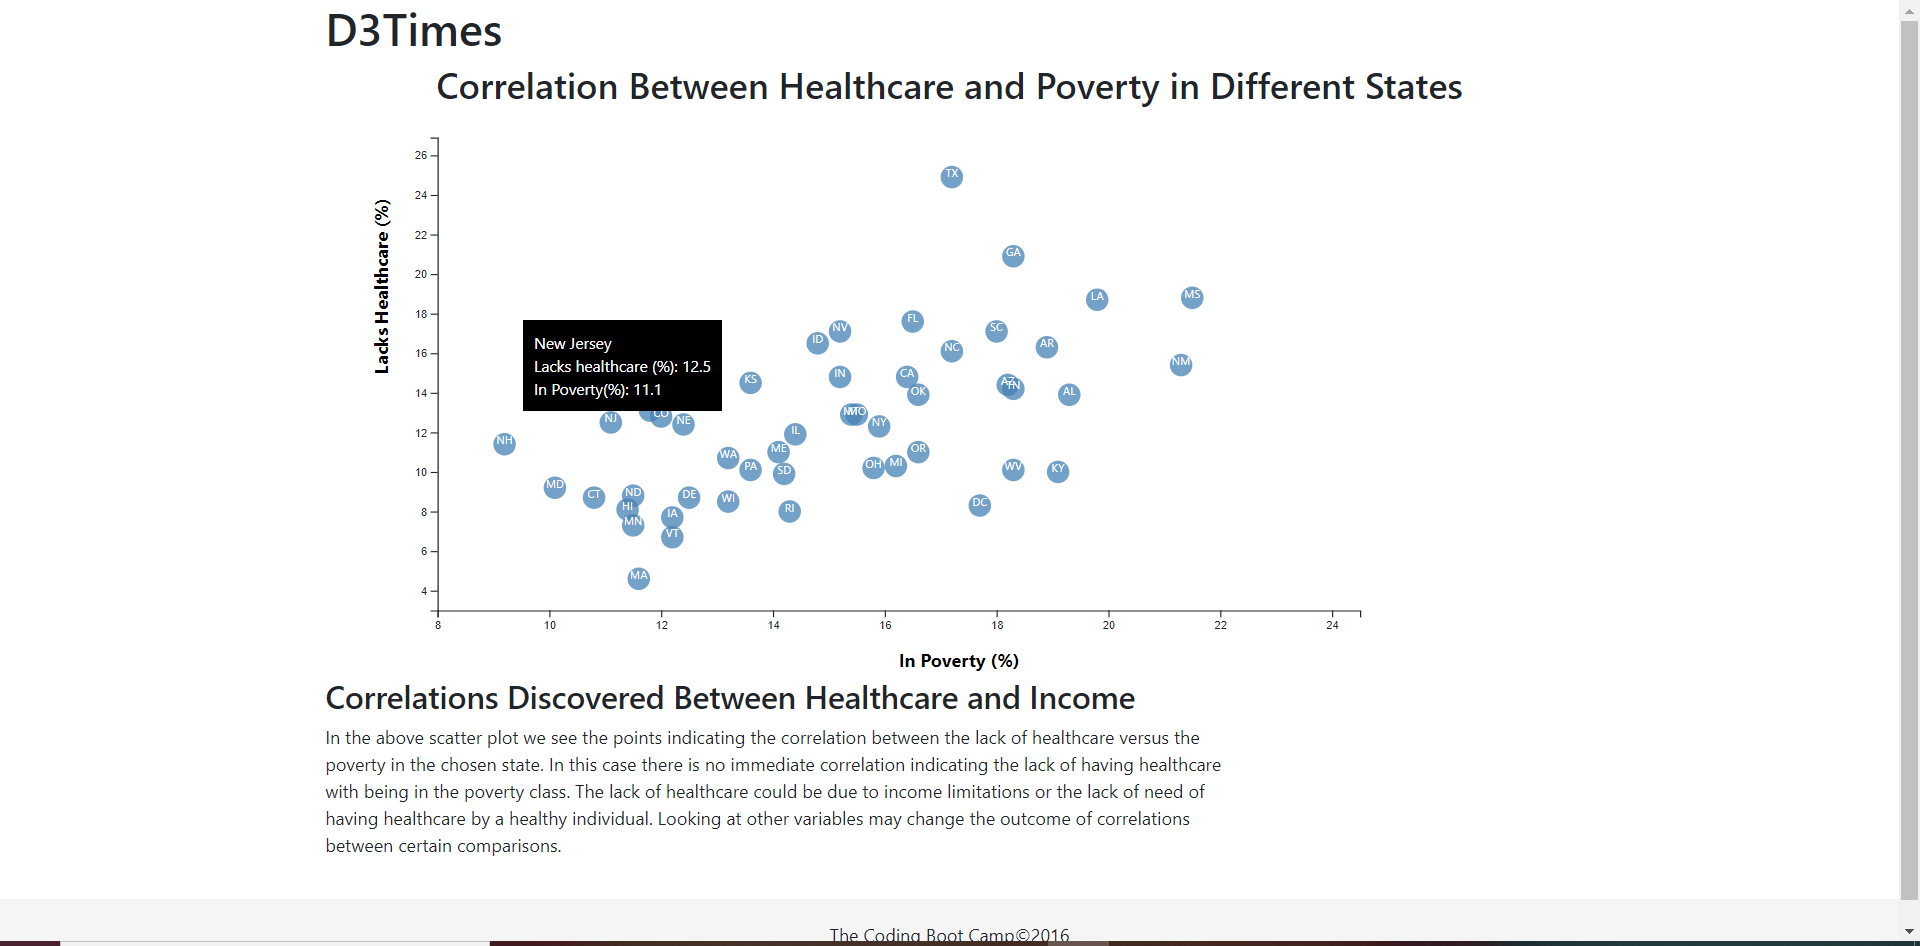 D3Times
Correlation Between Healthcare and Poverty in Different States
Lacks Healthcare (%)
26
24
22
20
18
16
14
12
10
8
6
4
TX
GA
LA
MS
FL
SC
NV
ID
NC
AR
NM
KS
IN
CA
OK
AZ
TN
AL
New Jersey
Lacks healthcare (%): 12.5
In Poverty(%): 11.1
NJ
CO
NE
MO
NY
NH
IL
WA
ME
OR
PA
SD
OH
MI
WV
KY
MD
CT
ND
DE
WI
HI
RI
DC
MN
IA
VT
MA
8
10
12
14
16
18
20
22
24
In Poverty (%)
Correlations Discovered Between Healthcare and Income
In the above scatter plot we see the points indicating the correlation between the lack of healthcare versus the
poverty in the chosen state. In this case there is no immediate correlation indicating the lack of having healthcare
with being in the poverty class. The lack of healthcare could be due to income limitations or the lack of need of
having healthcare by a healthy individual. Looking at other variables may change the outcome of correlations
between certain comparisons.
The Coding Boot Camp©2016